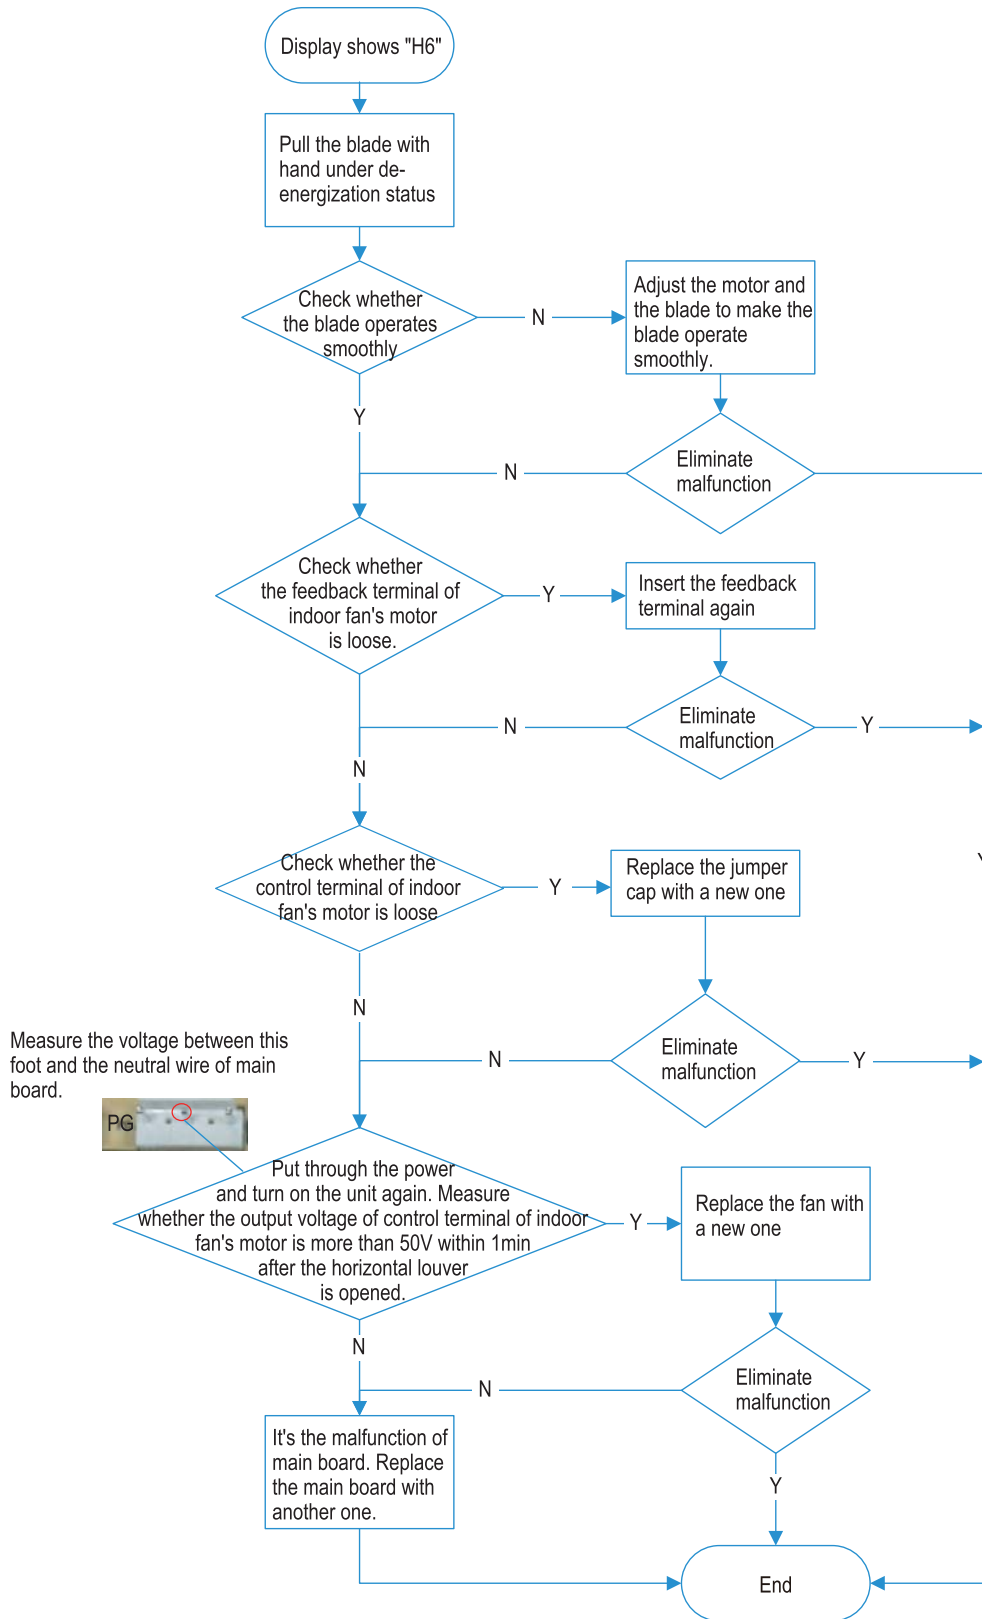 Display shows "H6"
Pull the blade with
hand under de-
energization status
Check whether
the blade operates
smoothly
N
Adjust the motor and
the blade to make the
blade operate
smoothly.
Y
N
Eliminate
malfunction
Check whether
the feedback terminal of
indoor fan's motor
is loose.
Y
Insert the feedback
terminal again
N
Eliminate
malfunction
Y
N
Check whether the
control terminal of indoor
fan's motor is loose
Y
Replace the jumper
cap with a new one
N
Measure the voltage between this
foot and the neutral wire of main
board.
PG
N
Eliminate
malfunction
Y
Put through the power
and turn on the unit again. Measure
whether the output voltage of control terminal of indoor
fan's motor is more than 50V within 1min
after the horizontal louver
is opened.
Y
Replace the fan with
a new one
N
N
Eliminate
malfunction
It's the malfunction of
main board. Replace
the main board with
another one.
Y
End